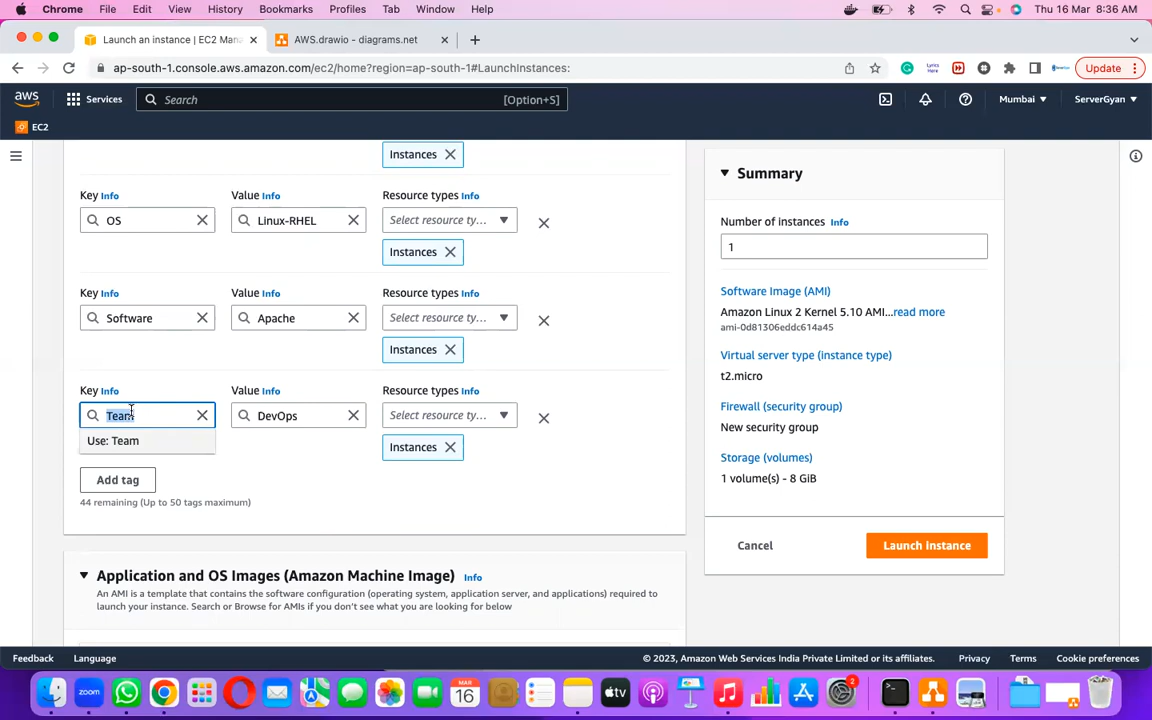 Chrome File Edit View History Bookmarks Profiles Tab Window Help Thu 16 Mar 8:36 AM
Launch an instance | EC2 Mana
AWS.drawio - diagrams.net
ap-south-1.console.aws.amazon.com/ec2/home?region=ap-south-1#LaunchInstances:
Update
aws Services Search [Option+S] Mumbai ServerGyan
EC2
Instances
Key Info Value Info Resource types Info
OS Linux-RHEL Select resource ty...
Instances
Key Info Value Info Resource types Info
Software Apache Select resource ty...
Instances
Key Info Value Info Resource types Info
Team DevOps Select resource ty...
Use: Team
Instances
Add tag
44 remaining (Up to 50 tags maximum)
Application and OS Images (Amazon Machine Image) Info
An AMI is a template that contains the software configuration (operating system, application server, and applications) required to
launch your instance. Search or Browse for AMIs if you don't see what you are looking for below
Summary
Number of instances Info
1
Software Image (AMI)
Amazon Linux 2 Kernel 5.10 AMI...read more
ami-0d81306eddc614a45
Virtual server type (instance type)
t2.micro
Firewall (security group)
New security group
Storage (volumes)
1 volume(s) - 8 GiB
Cancel Launch instance
Feedback Language © 2023, Amazon Web Services India Private Limited or its affiliates. Privacy Terms Cookie preferences
zoom
MAR
16
tv
2